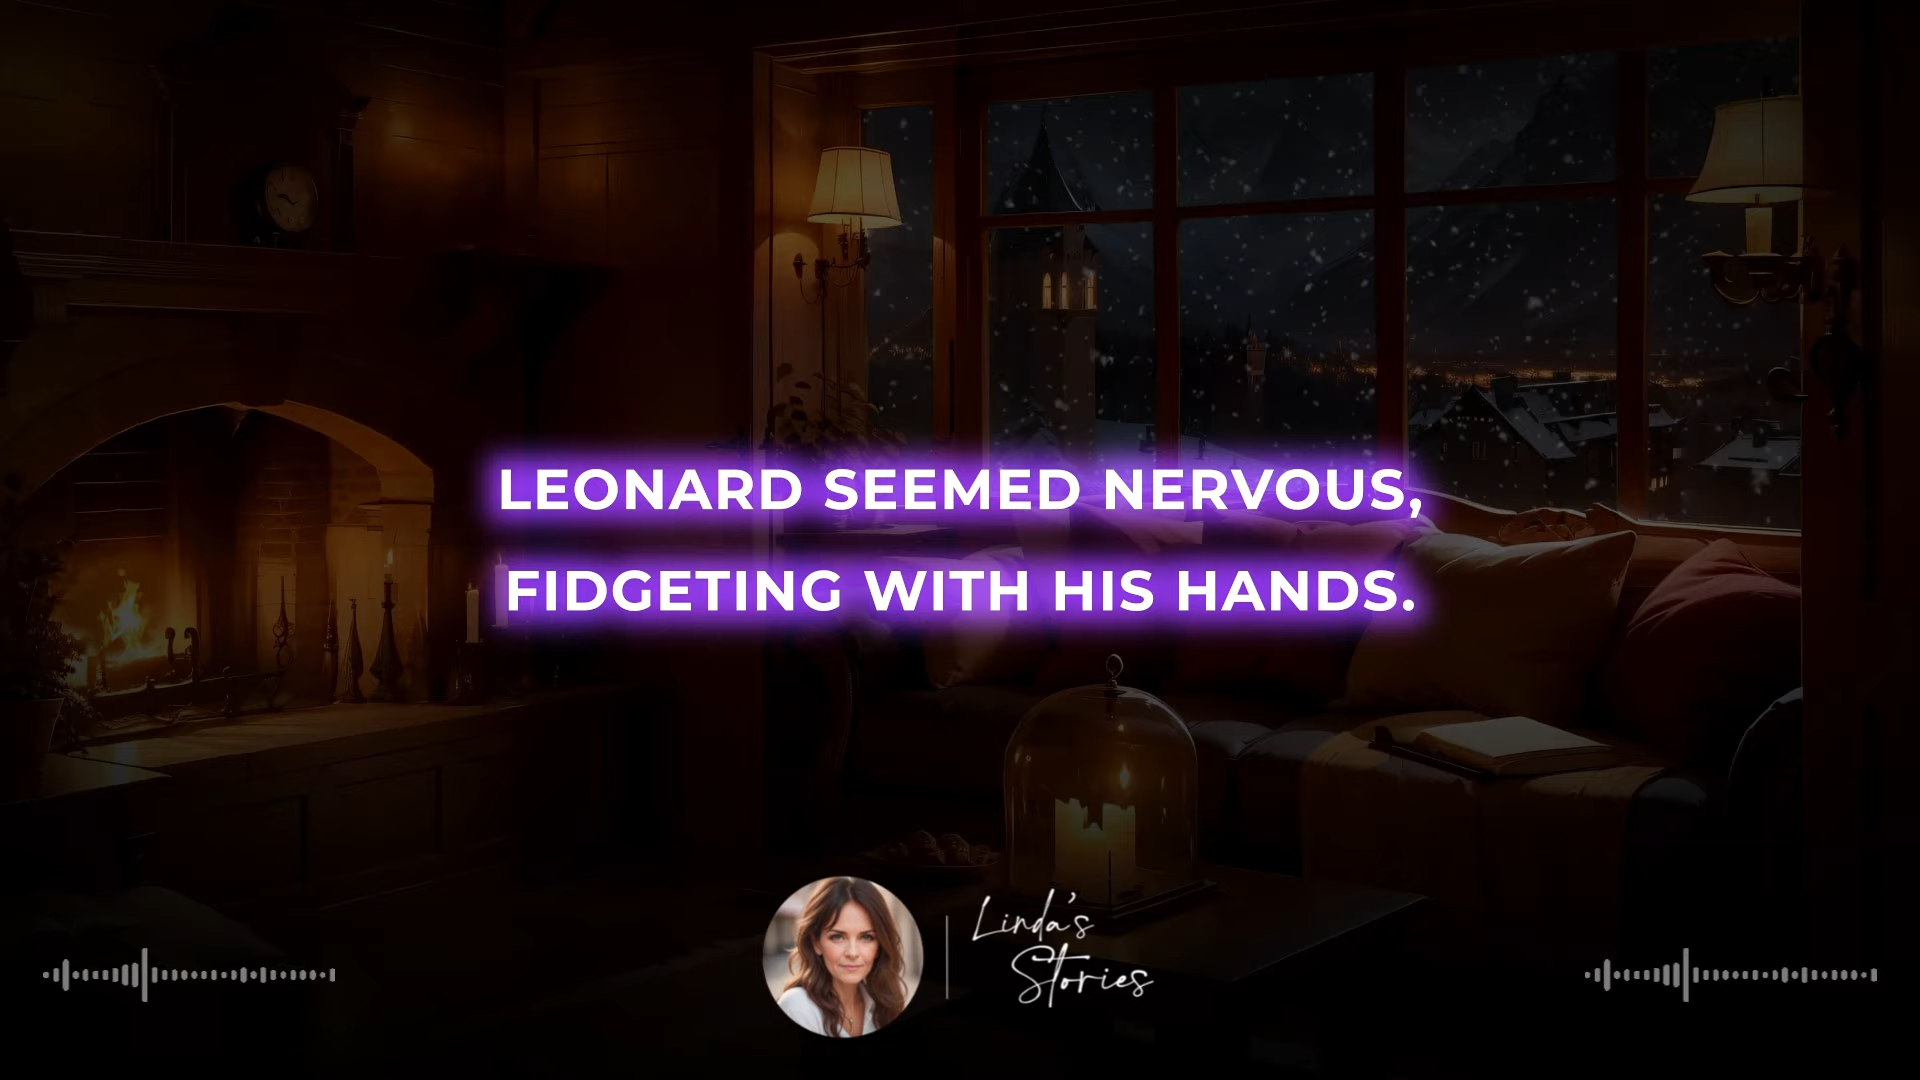 LEONARD SEEMED NERVOUS,
FIDGETING WITH HIS HANDS.
Linda's
Stories